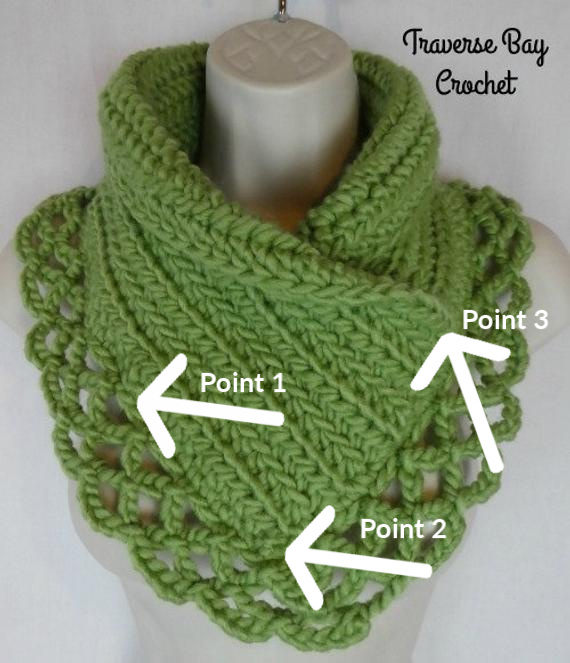 Traverse Bay
Crochet
Point 3
Point 1
Point 2